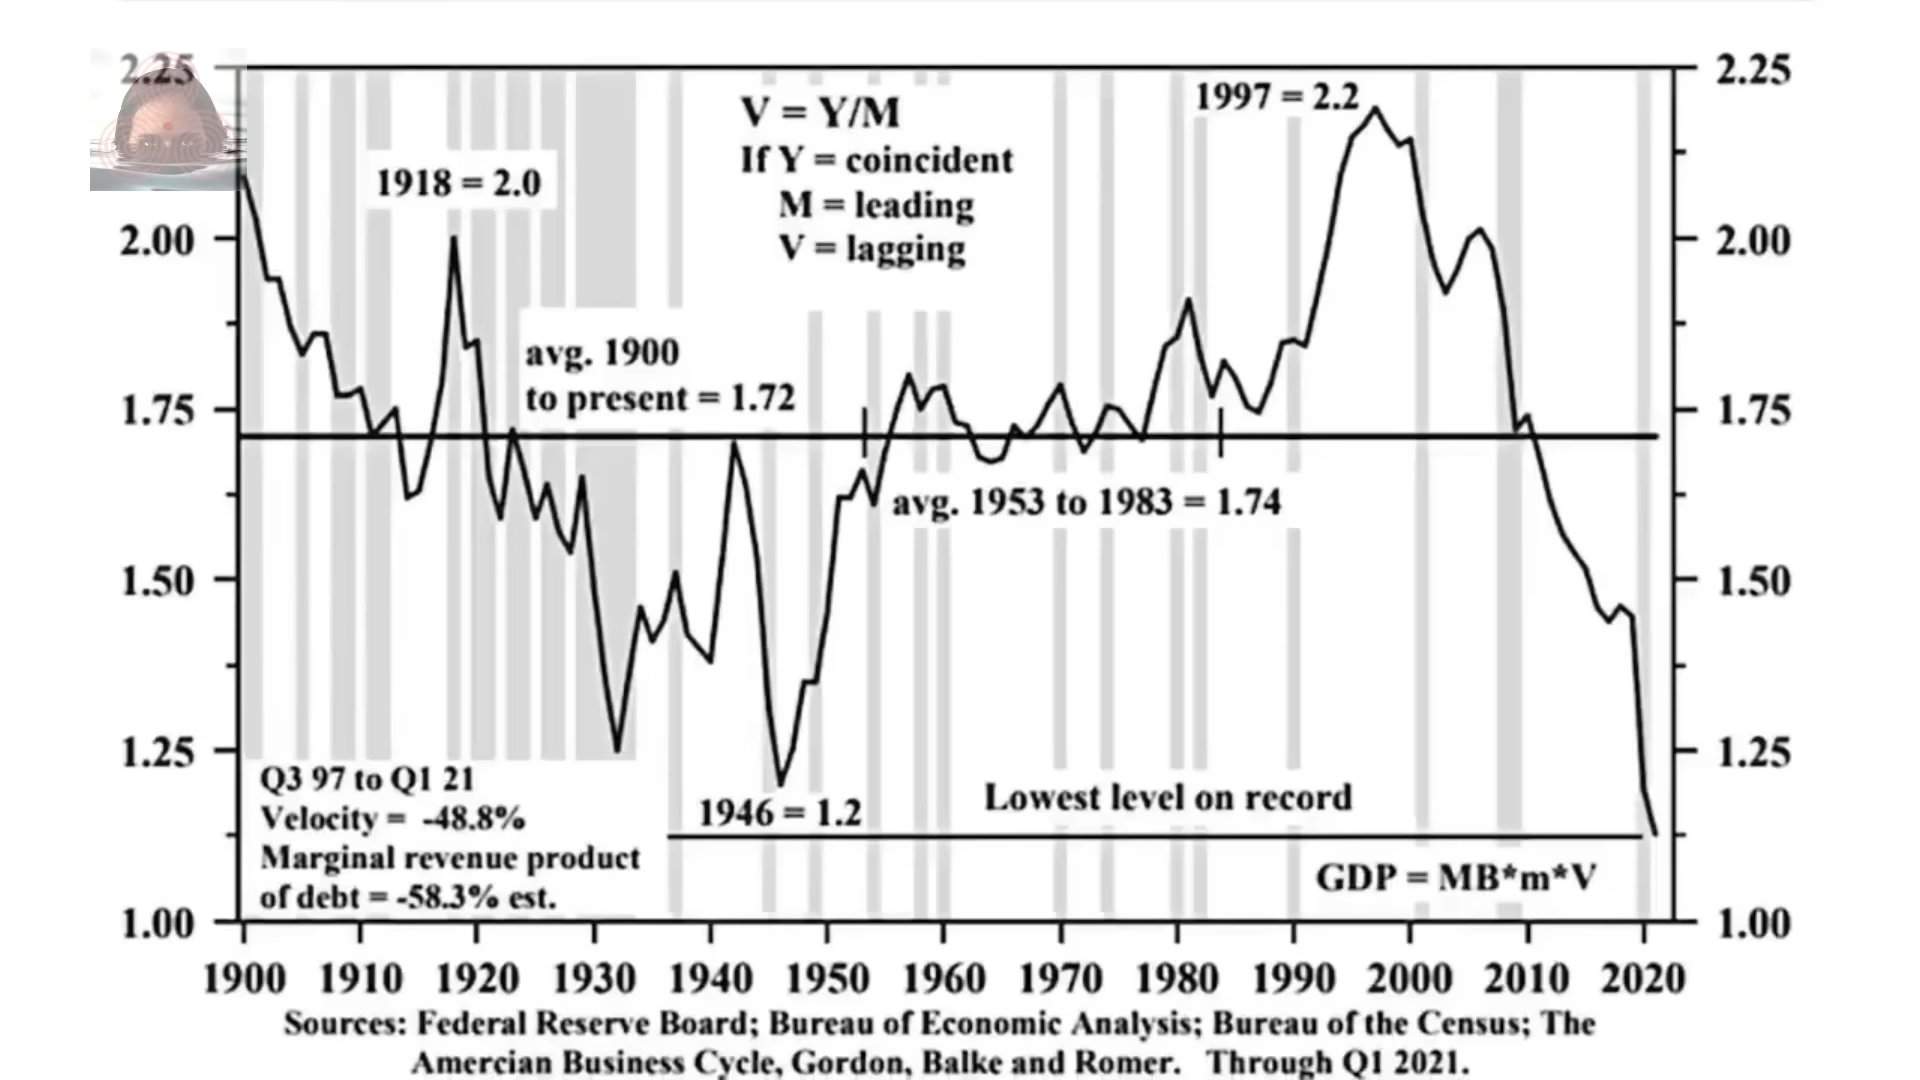 2.25
2.25
1997 = 2.2
V = Y/M
If Y = coincident
1918 = 2.0
M = leading
2.00
V = lagging
2.00
avg. 1900
to present = 1.72
1.75
1.75
avg. 1953 to 1983 = 1.74
1.50
1.50
1.25
1.25
Q3 97 to Q1 21
Velocity = -48.8%
Marginal revenue product
of debt = -58.3% est.
1946 = 1.2
Lowest level on record
GDP = MB*m*V
1.00
1.00
1900 1910 1920 1930 1940 1950 1960 1970 1980 1990 2000 2010 2020
Sources: Federal Reserve Board; Bureau of Economic Analysis; Bureau of the Census; The
Amercian Business Cycle, Gordon, Balke and Romer. Through Q1 2021.